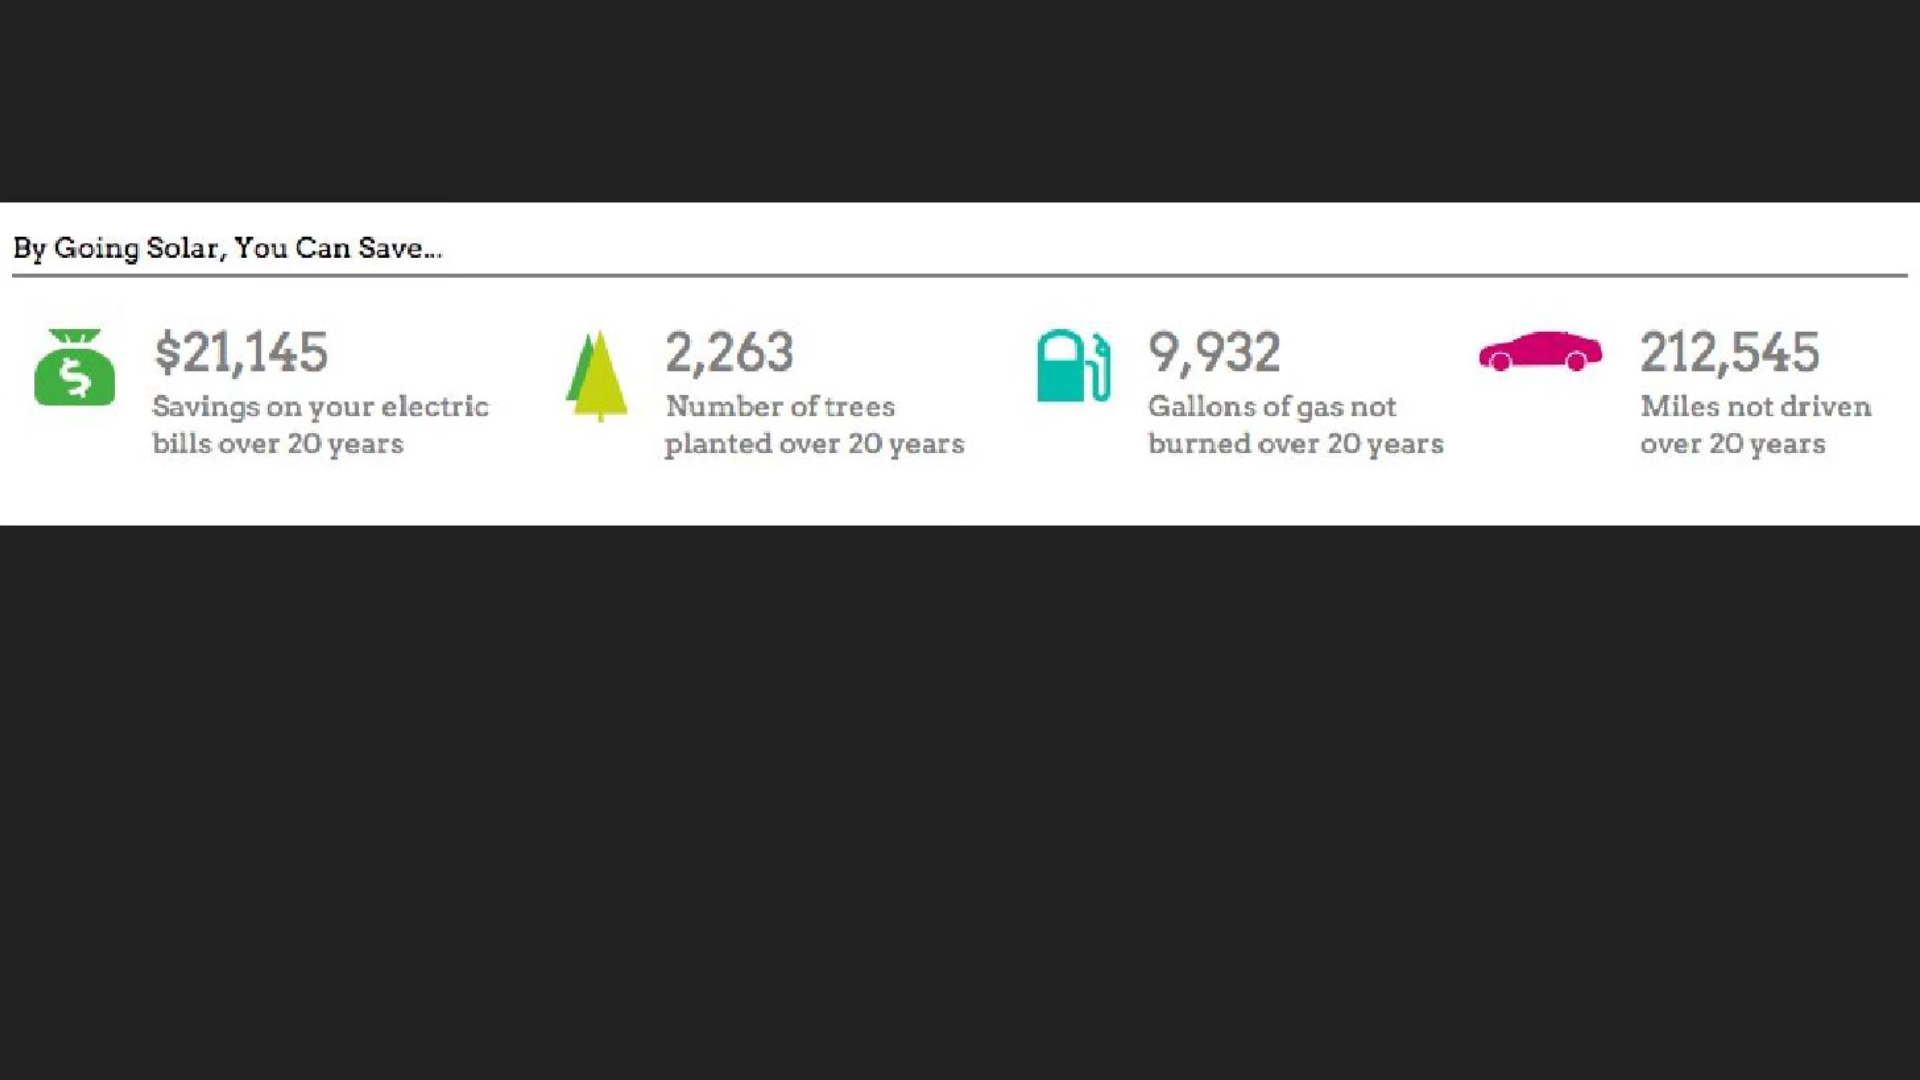 By Going Solar, You Can Save...
$21,145
Savings on your electric
bills over 20 years
2,263
Number of trees
planted over 20 years
9,932
Gallons of gas not
burned over 20 years
212,545
Miles not driven
over 20 years